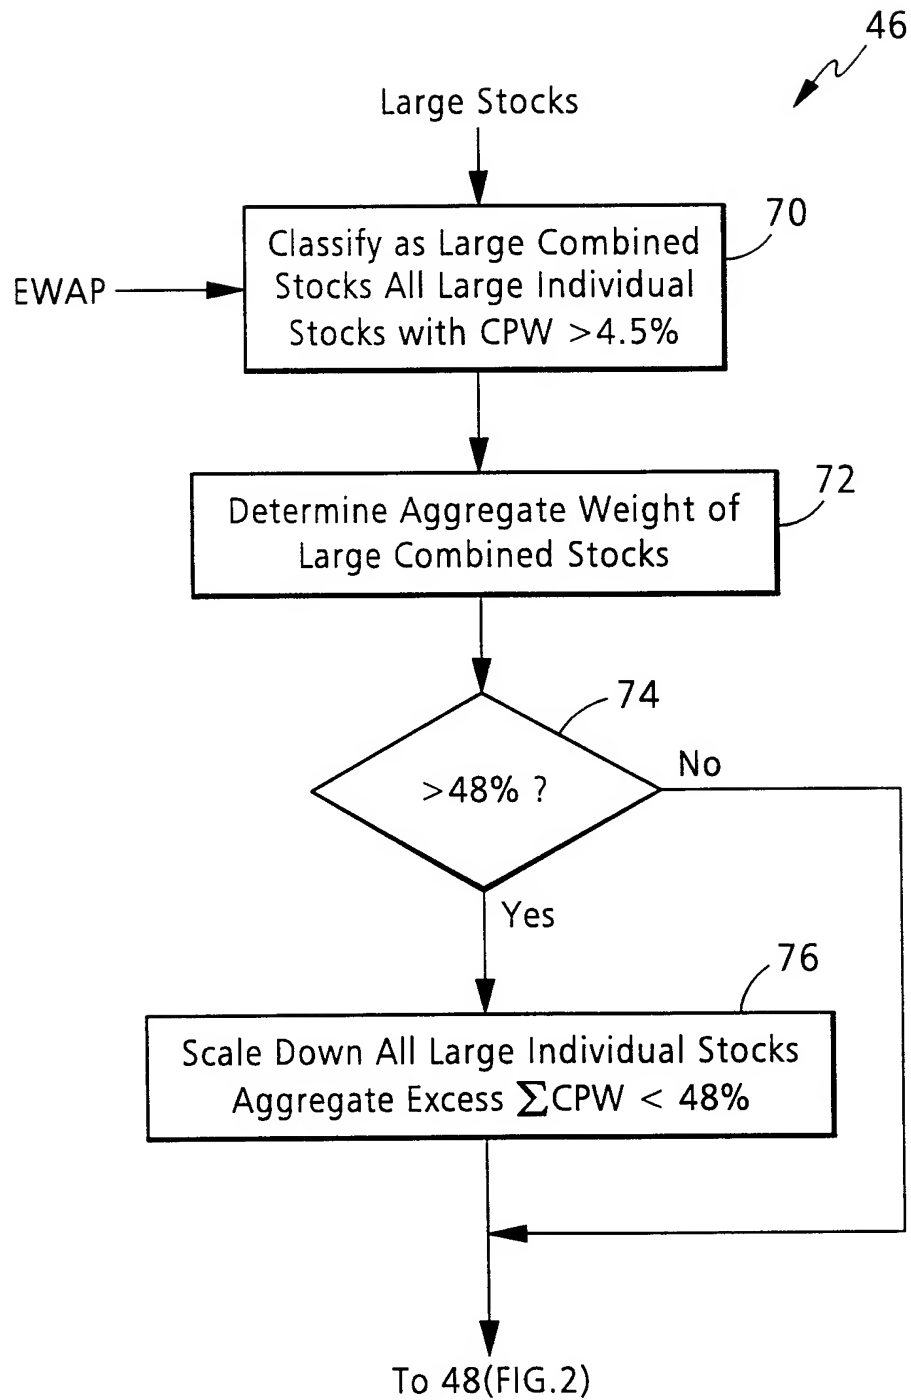 46
Large Stocks
70
Classify as Large Combined
Stocks All Large Individual
Stocks with CPW >4.5%
EWAP
72
Determine Aggregate Weight of
Large Combined Stocks
74
>48% ?
No
Yes
76
Scale Down All Large Individual Stocks
Aggregate Excess ∑CPW < 48%
To 48(FIG.2)